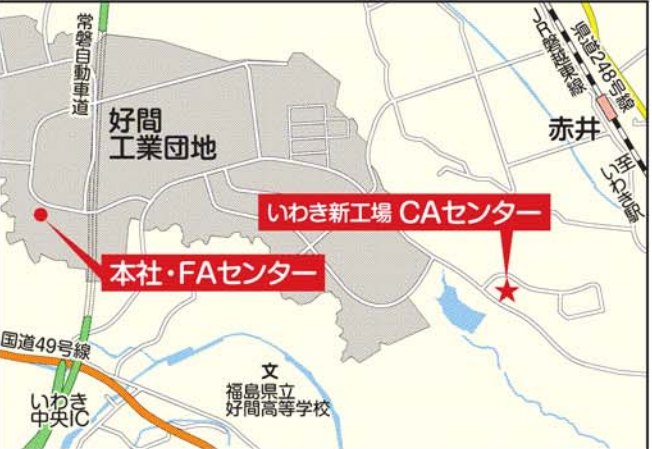 常磐自動車道
好間
工業団地
JR磐越東線
県道248号線
赤井
至いわき駅
いわき新工場 CAセンター
本社・FAセンター
国道49号線
いわき
中央IC
文
福島県立
好間高等学校